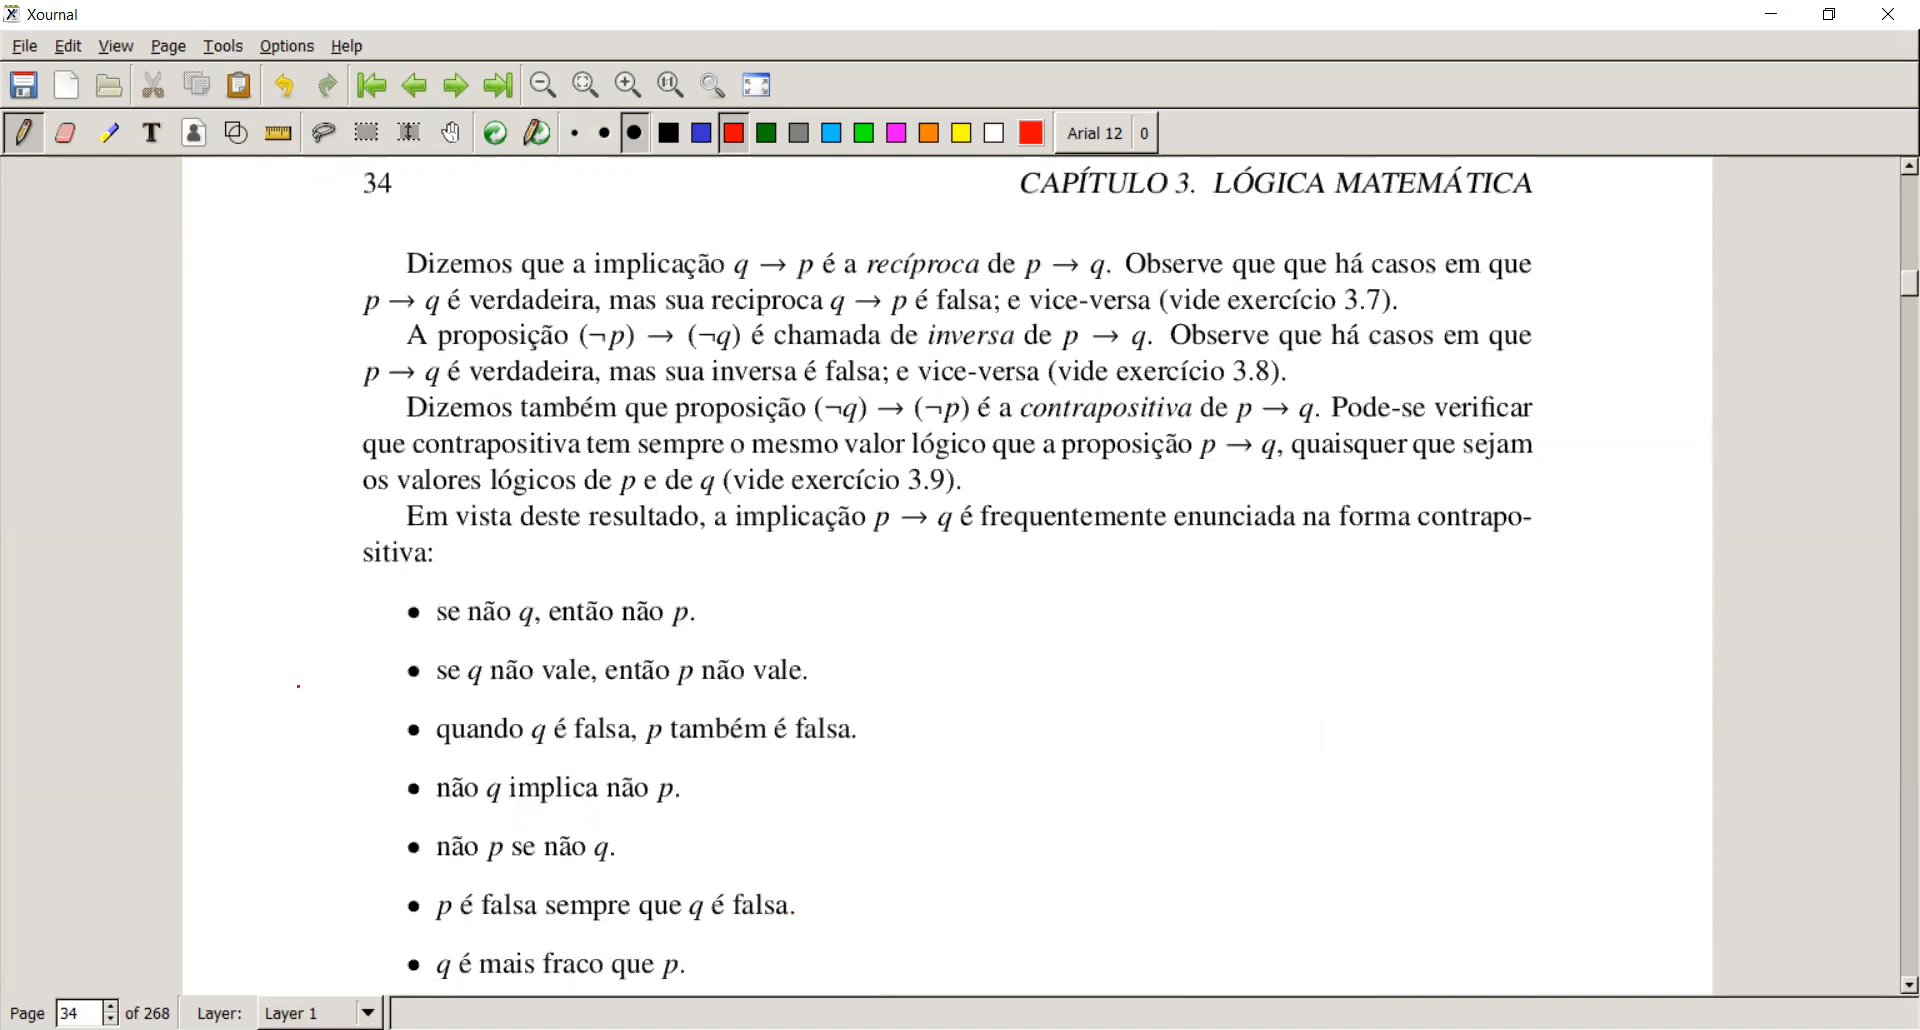 Xournal
File Edit View Page Tools Options Help
Arial 12 0
34 CAPÍTULO 3. LÓGICA MATEMÁTICA
Dizemos que a implicação q → p é a recíproca de p → q. Observe que que há casos em que
p → q é verdadeira, mas sua reciproca q → p é falsa; e vice-versa (vide exercício 3.7).
A proposição (¬p) → (¬q) é chamada de inversa de p → q. Observe que há casos em que
p → q é verdadeira, mas sua inversa é falsa; e vice-versa (vide exercício 3.8).
Dizemos também que proposição (¬q) → (¬p) é a contrapositiva de p → q. Pode-se verificar
que contrapositiva tem sempre o mesmo valor lógico que a proposição p → q, quaisquer que sejam
os valores lógicos de p e de q (vide exercício 3.9).
Em vista deste resultado, a implicação p → q é frequentemente enunciada na forma contrapo-
sitiva:
• se não q, então não p.
• se q não vale, então p não vale.
• quando q é falsa, p também é falsa.
• não q implica não p.
• não p se não q.
• p é falsa sempre que q é falsa.
• q é mais fraco que p.
Page 34 of 268 Layer: Layer 1